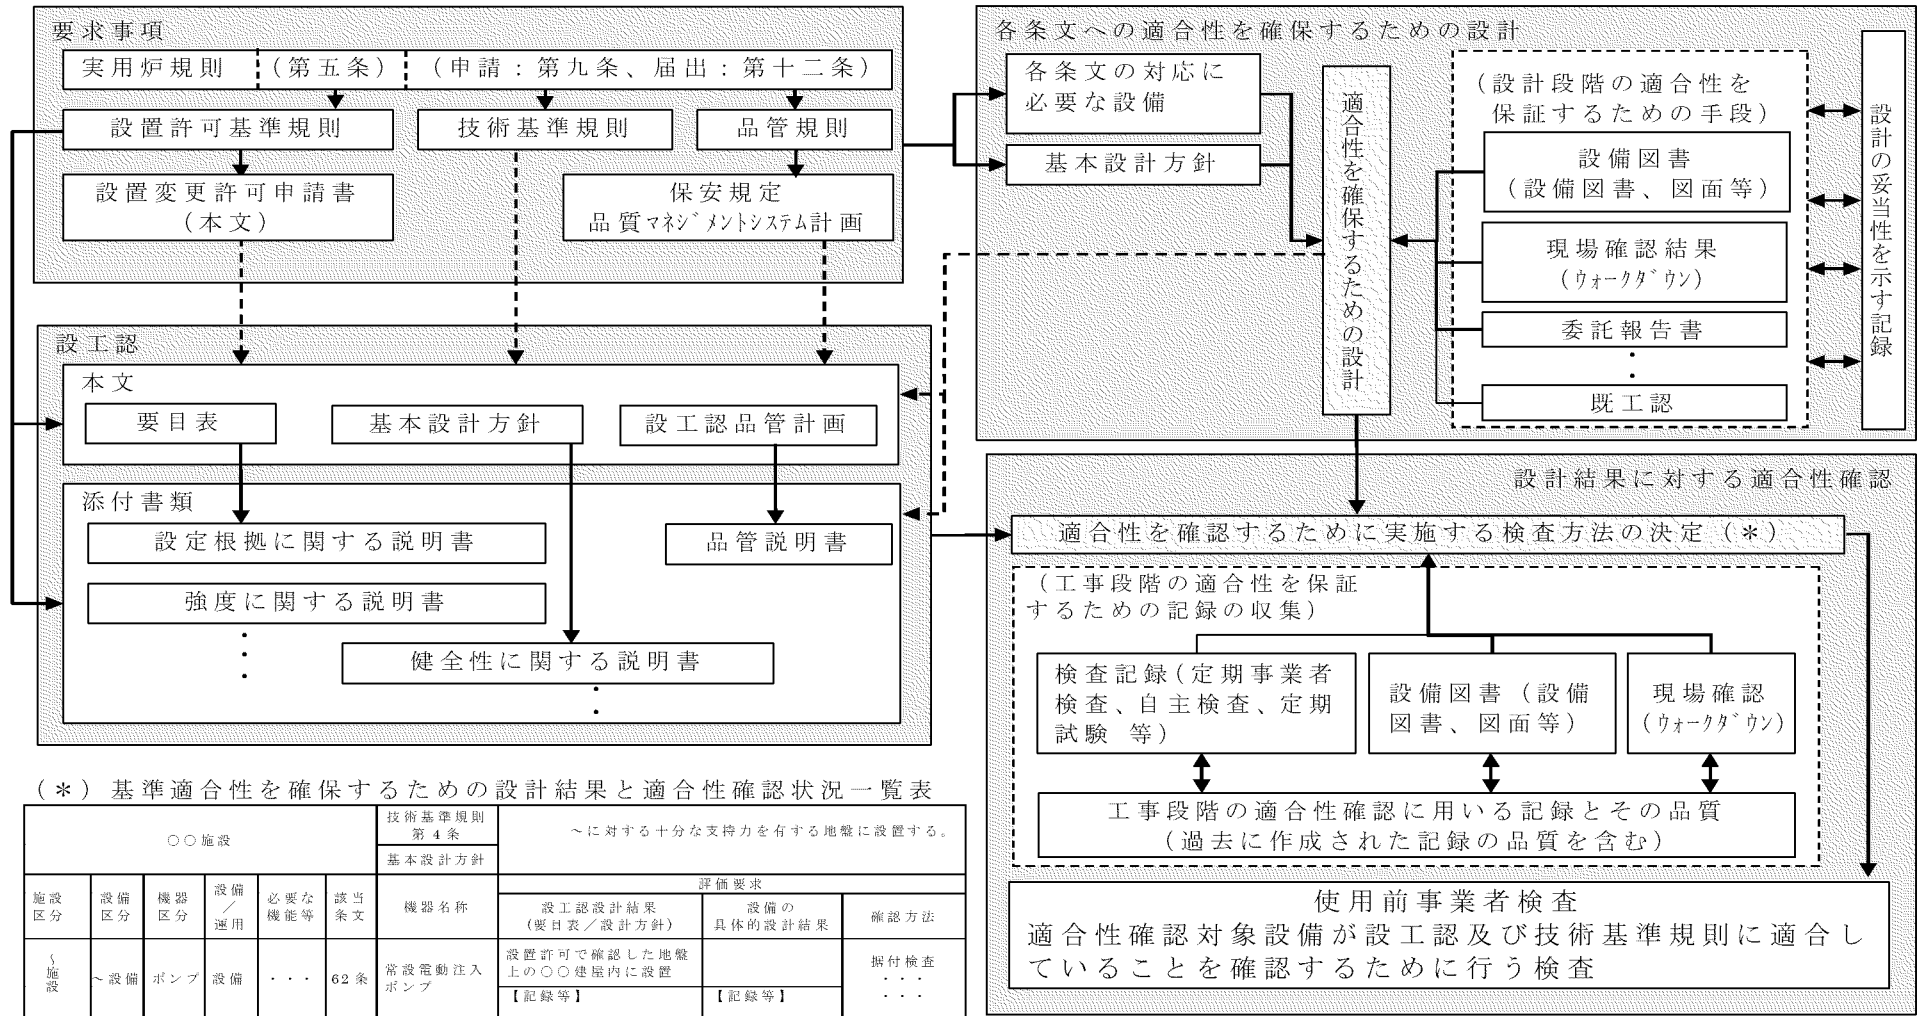 要求事項
実用炉規則 (第五条) (申請：第九条、届出：第十二条)
設置許可基準規則
技術基準規則
品管規則
設置変更許可申請書
(本文)
保安規定
品質マネジメントシステム計画
設工認
本文
要目表
基本設計方針
設工認品管計画
添付書類
設定根拠に関する説明書
品管説明書
強度に関する説明書
・
・
・
健全性に関する説明書
・
・
各条文への適合性を確保するための設計
各条文の対応に
必要な設備
基本設計方針
適合性を確保するための設計
(設計段階の適合性を
保証するための手段)
設備図書
(設備図書、図面等)
現場確認結果
(ウォークダウン)
委託報告書
・
・
既工認
設計の妥当性を示す記録
設計結果に対する適合性確認
適合性を確認するために実施する検査方法の決定 (＊)
(工事段階の適合性を保証
するための記録の収集)
検査記録(定期事業者
検査、自主検査、定期
試験 等)
設備図書 (設備
図書、図面等)
現場確認
(ウォークダウン)
工事段階の適合性確認に用いる記録とその品質
(過去に作成された記録の品質を含む)
使用前事業者検査
適合性確認対象設備が設工認及び技術基準規則に適合し
ていることを確認するために行う検査
(＊) 基準適合性を確保するための設計結果と適合性確認状況一覧表
○○施設
技術基準規則
第 4 条
～に対する十分な支持力を有する地盤に設置する。
基本設計方針
施設
区分
設備
区分
機器
区分
設備
／
運用
必要な
機能等
該当
条文
機器名称
評価要求
設工認設計結果
(要目表／設計方針)
設備の
具体的設計結果
確認方法
～施設
～設備
ポンプ
設備
・・・
62 条
常設電動注入
ポンプ
設置許可で確認した地盤
上の○○建屋内に設置
【記録等】
【記録等】
据付検査
・・・
・・・